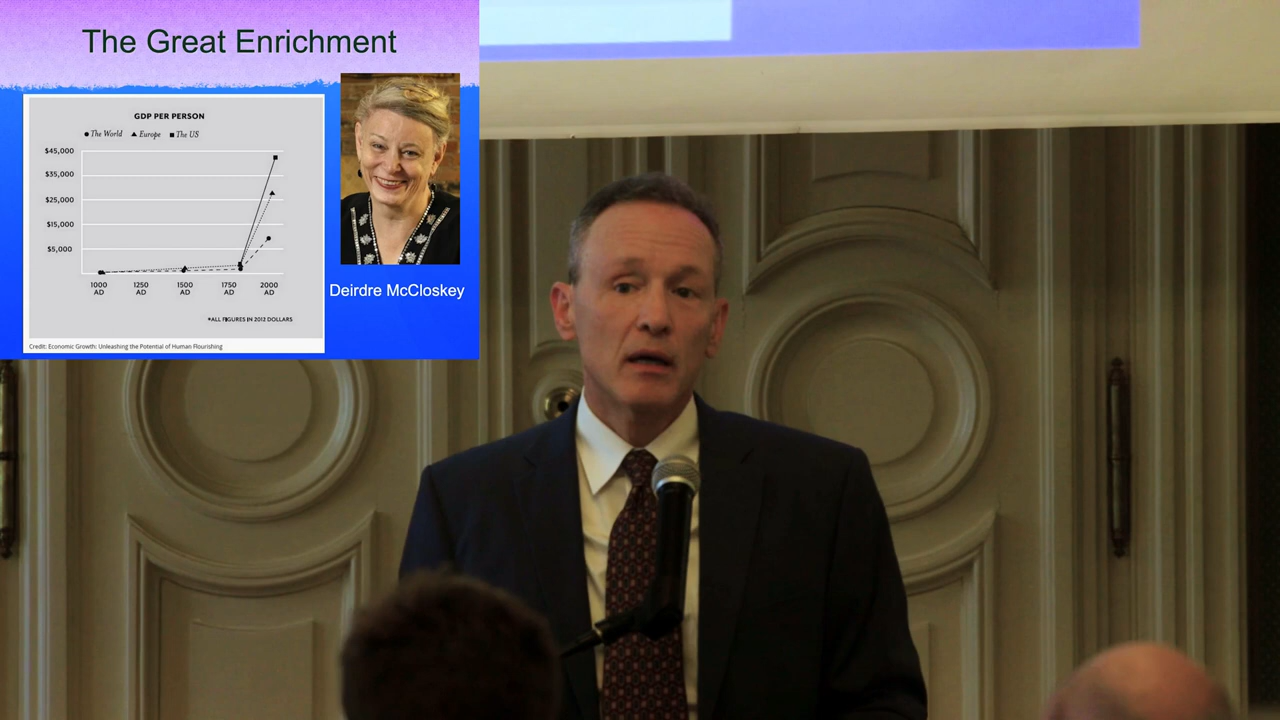 The Great Enrichment
GDP PER PERSON
The World Europe The US
$45,000
$35,000
$25,000
$15,000
$5,000
1000 AD
1250 AD
1500 AD
1750 AD
2000 AD
*ALL FIGURES IN 2012 DOLLARS
Credit: Economic Growth: Unleashing the Potential of Human Flourishing
Deirdre McCloskey